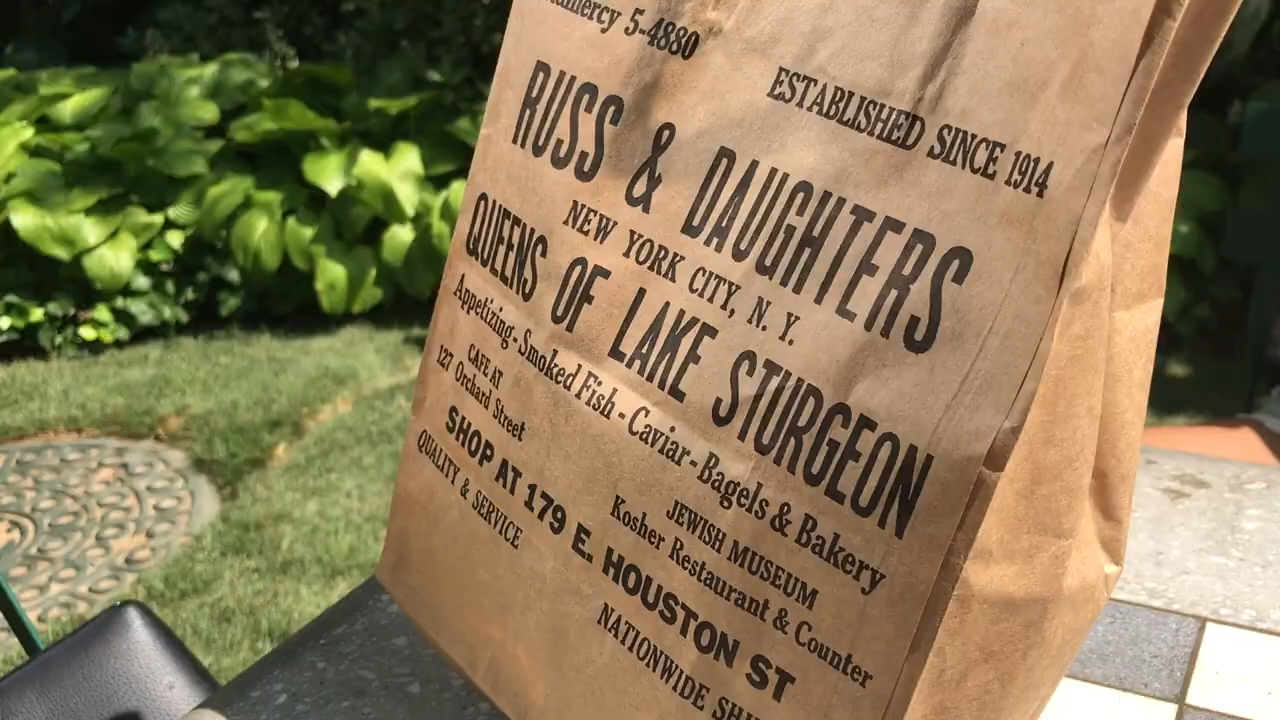 5-4880
ESTABLISHED SINCE 1914
RUSS & DAUGHTERS
NEW YORK CITY, N. Y.
QUEENS OF LAKE STURGEON
Appetizing - Smoked Fish - Caviar - Bagels & Bakery
CAFE AT
127 Orchard Street
JEWISH MUSEUM
Kosher Restaurant & Counter
SHOP AT 179 E. HOUSTON ST
QUALITY & SERVICE
NATIONWIDE